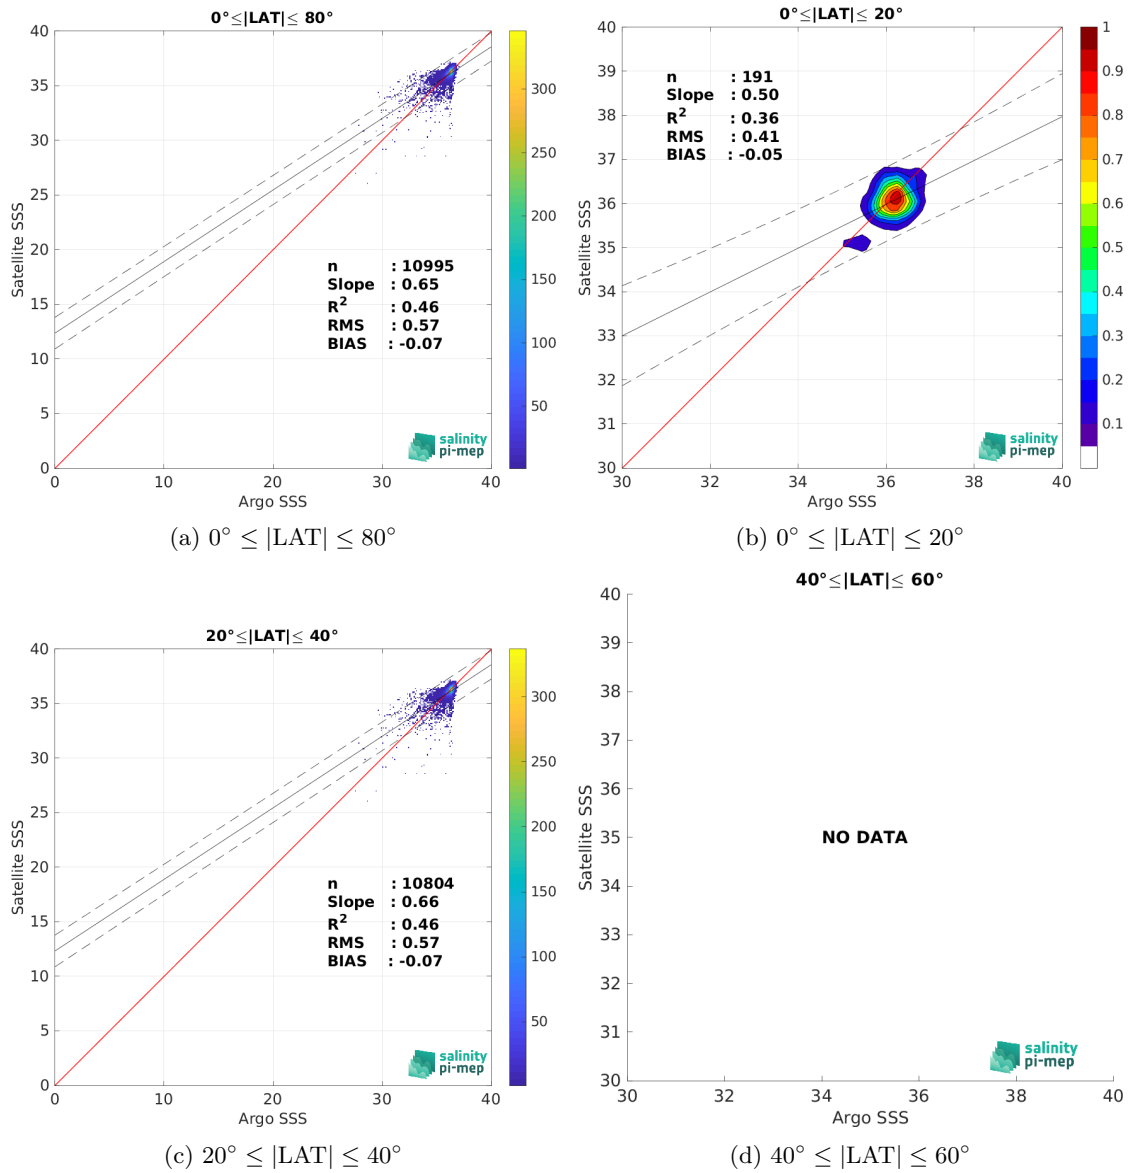 0°≤|LAT|≤ 80°
40
35
30
25
20
15
10
5
0
0
10
20
30
40
Satellite SSS
Argo SSS
n : 10995
Slope : 0.65
R² : 0.46
RMS : 0.57
BIAS : -0.07
300
250
200
150
100
50
salinity
pi-mep
(a) 0° ≤ |LAT| ≤ 80°
0°≤|LAT|≤ 20°
40
39
38
37
36
35
34
33
32
31
30
30
32
34
36
38
40
Satellite SSS
Argo SSS
n : 191
Slope : 0.50
R² : 0.36
RMS : 0.41
BIAS : -0.05
1
0.9
0.8
0.7
0.6
0.5
0.4
0.3
0.2
0.1
salinity
pi-mep
(b) 0° ≤ |LAT| ≤ 20°
20°≤|LAT|≤ 40°
40
35
30
25
20
15
10
5
0
0
10
20
30
40
Satellite SSS
Argo SSS
n : 10804
Slope : 0.66
R² : 0.46
RMS : 0.57
BIAS : -0.07
300
250
200
150
100
50
salinity
pi-mep
(c) 20° ≤ |LAT| ≤ 40°
40°≤|LAT|≤ 60°
40
39
38
37
36
35
34
33
32
31
30
30
32
34
36
38
40
Satellite SSS
Argo SSS
NO DATA
salinity
pi-mep
(d) 40° ≤ |LAT| ≤ 60°